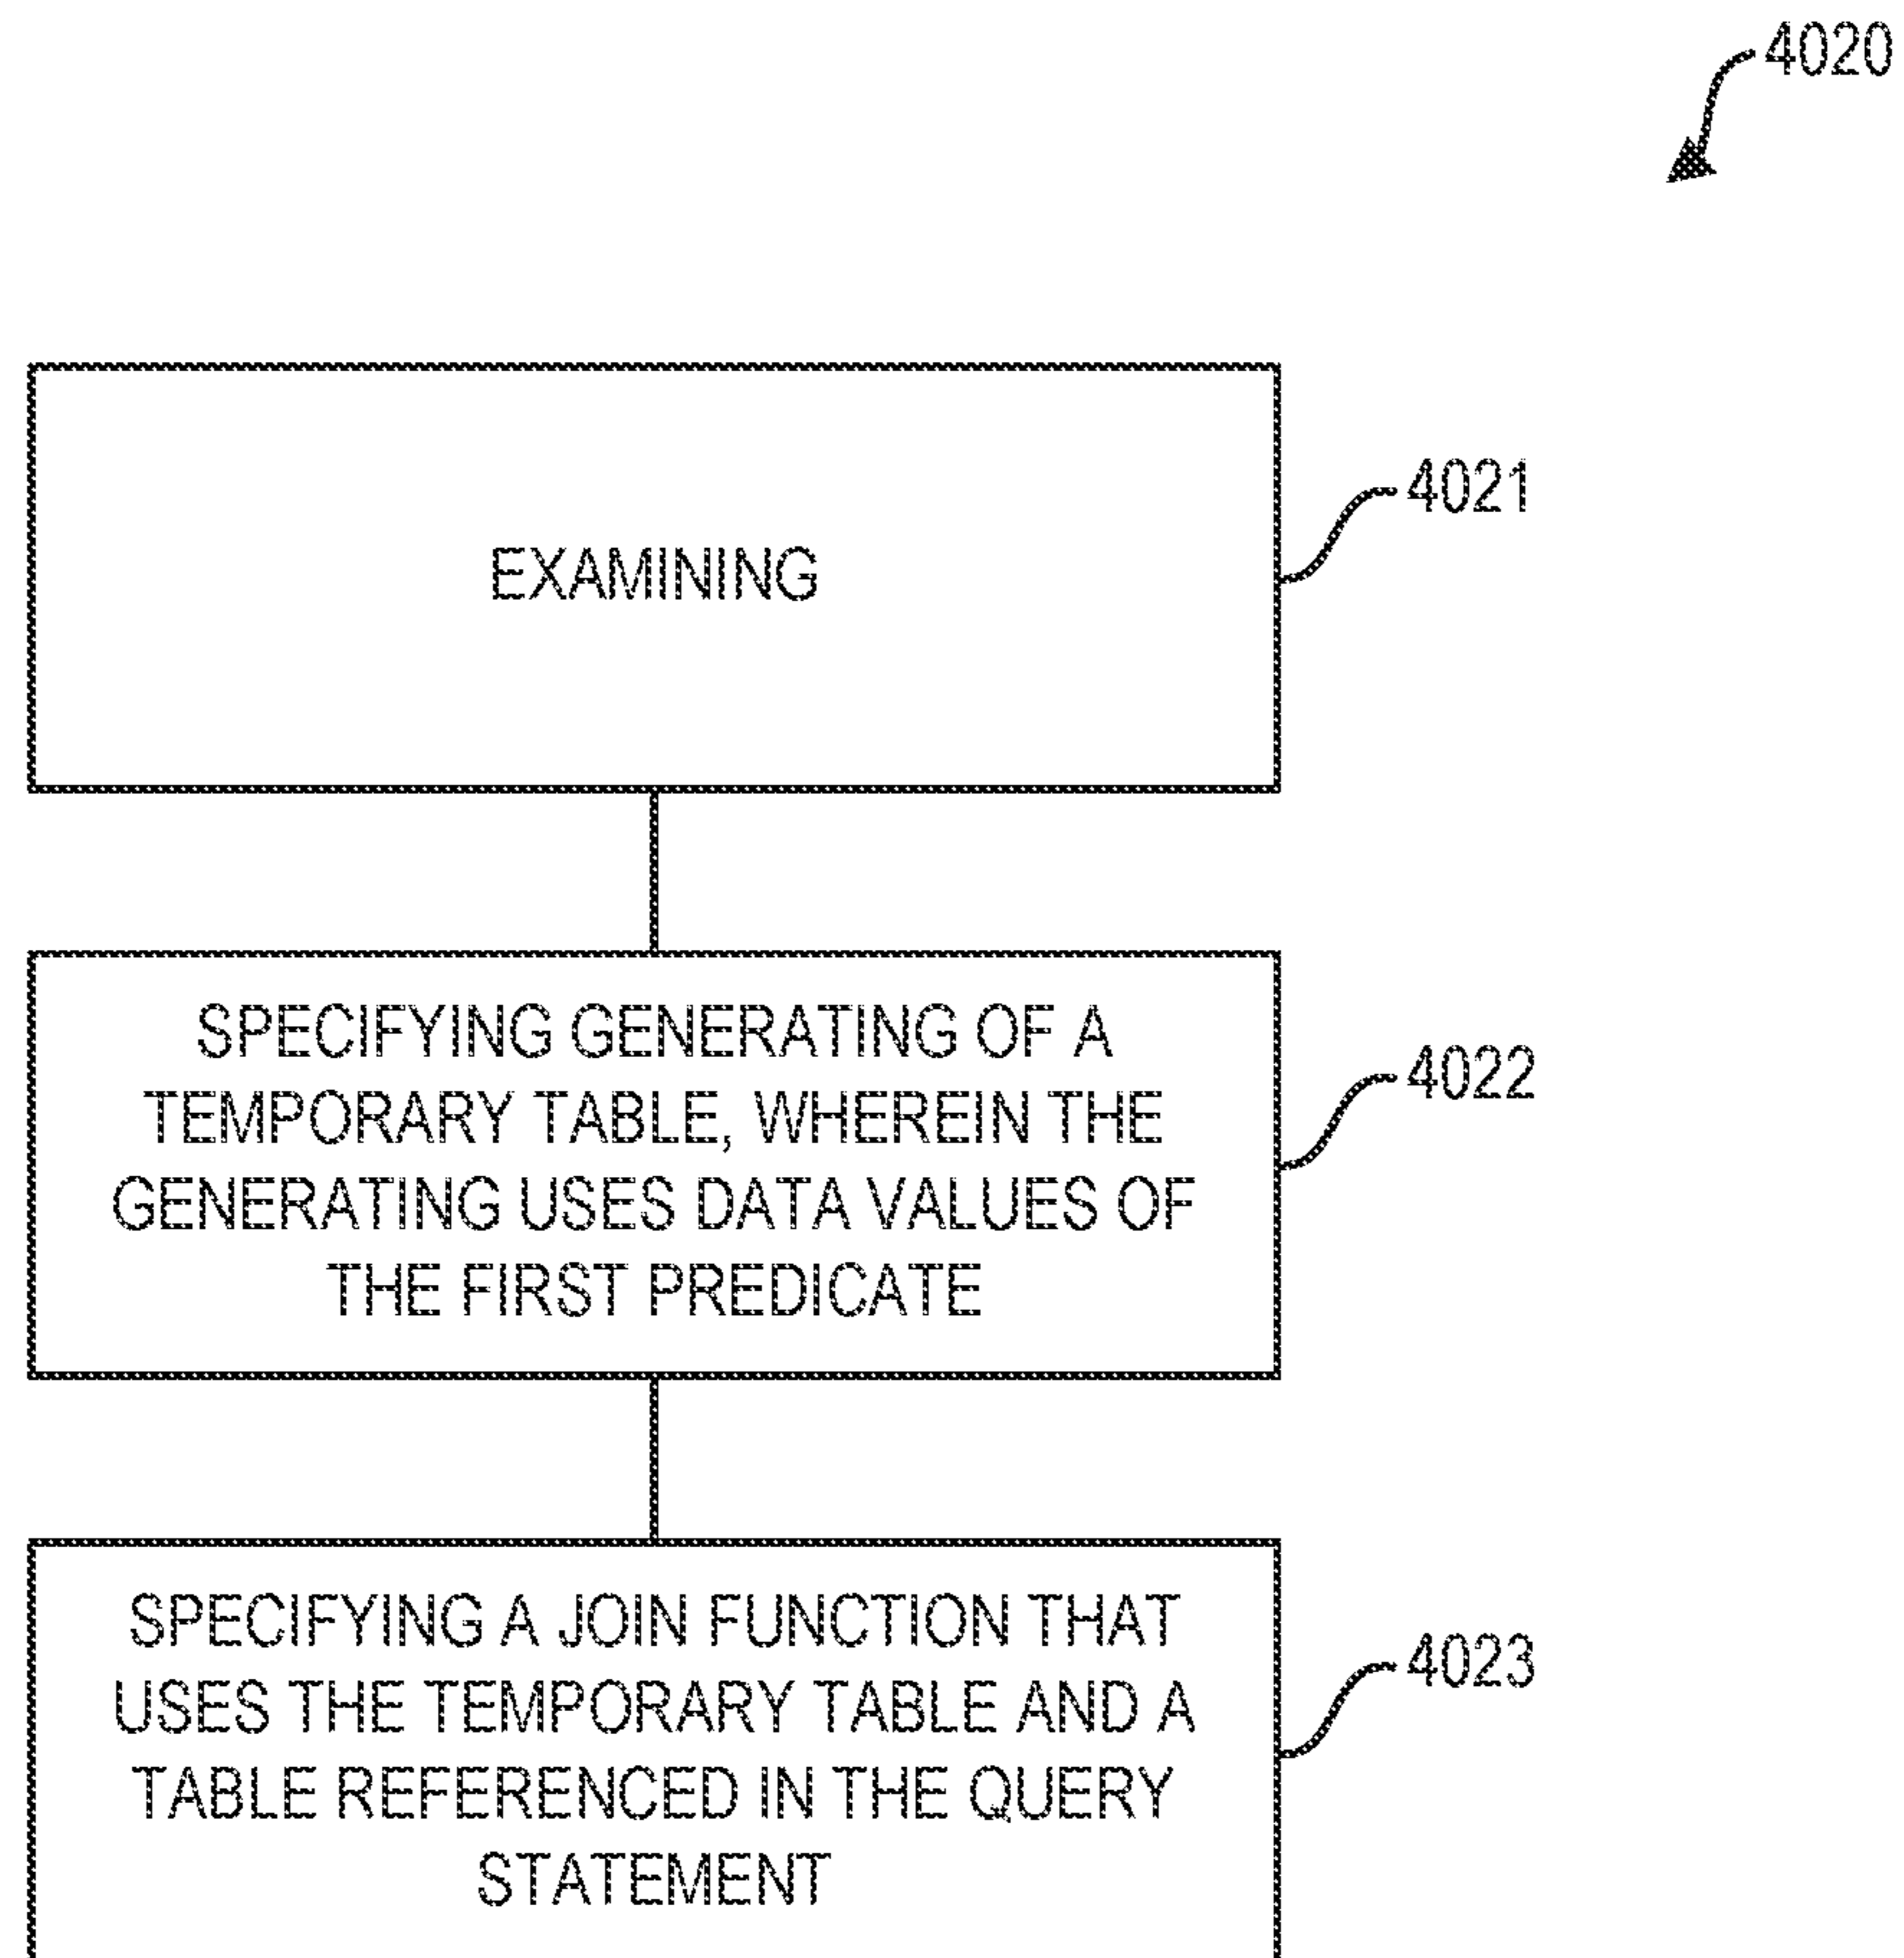 4020
EXAMINING
4021
SPECIFYING GENERATING OF A
TEMPORARY TABLE, WHEREIN THE
GENERATING USES DATA VALUES OF
THE FIRST PREDICATE
4022
SPECIFYING A JOIN FUNCTION THAT
USES THE TEMPORARY TABLE AND A
TABLE REFERENCED IN THE QUERY
STATEMENT
4023